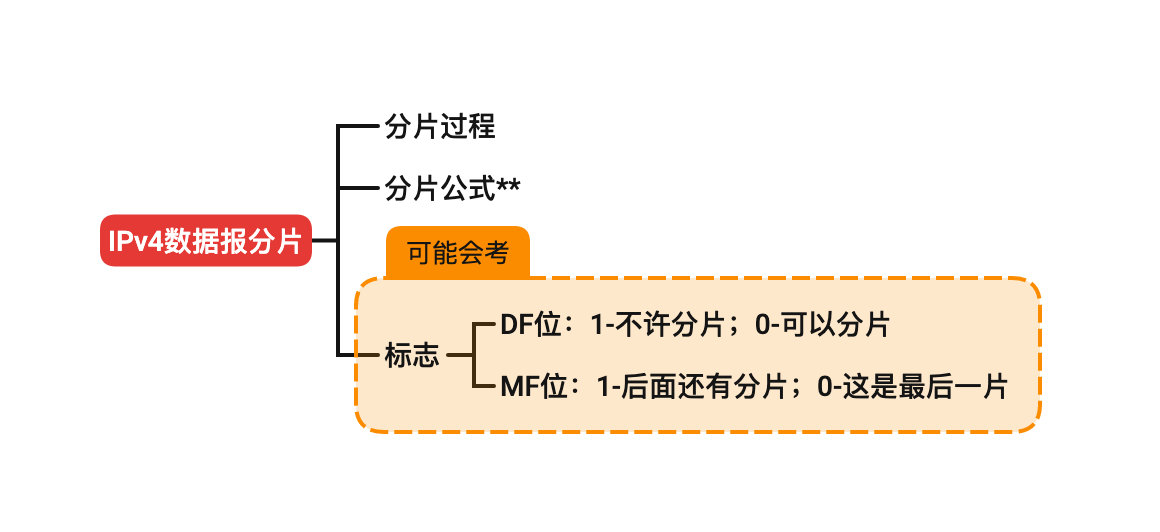 分片过程
分片公式**
IPv4数据报分片
可能会考
DF位：1-不许分片；0-可以分片
标志
MF位：1-后面还有分片；0-这是最后一片